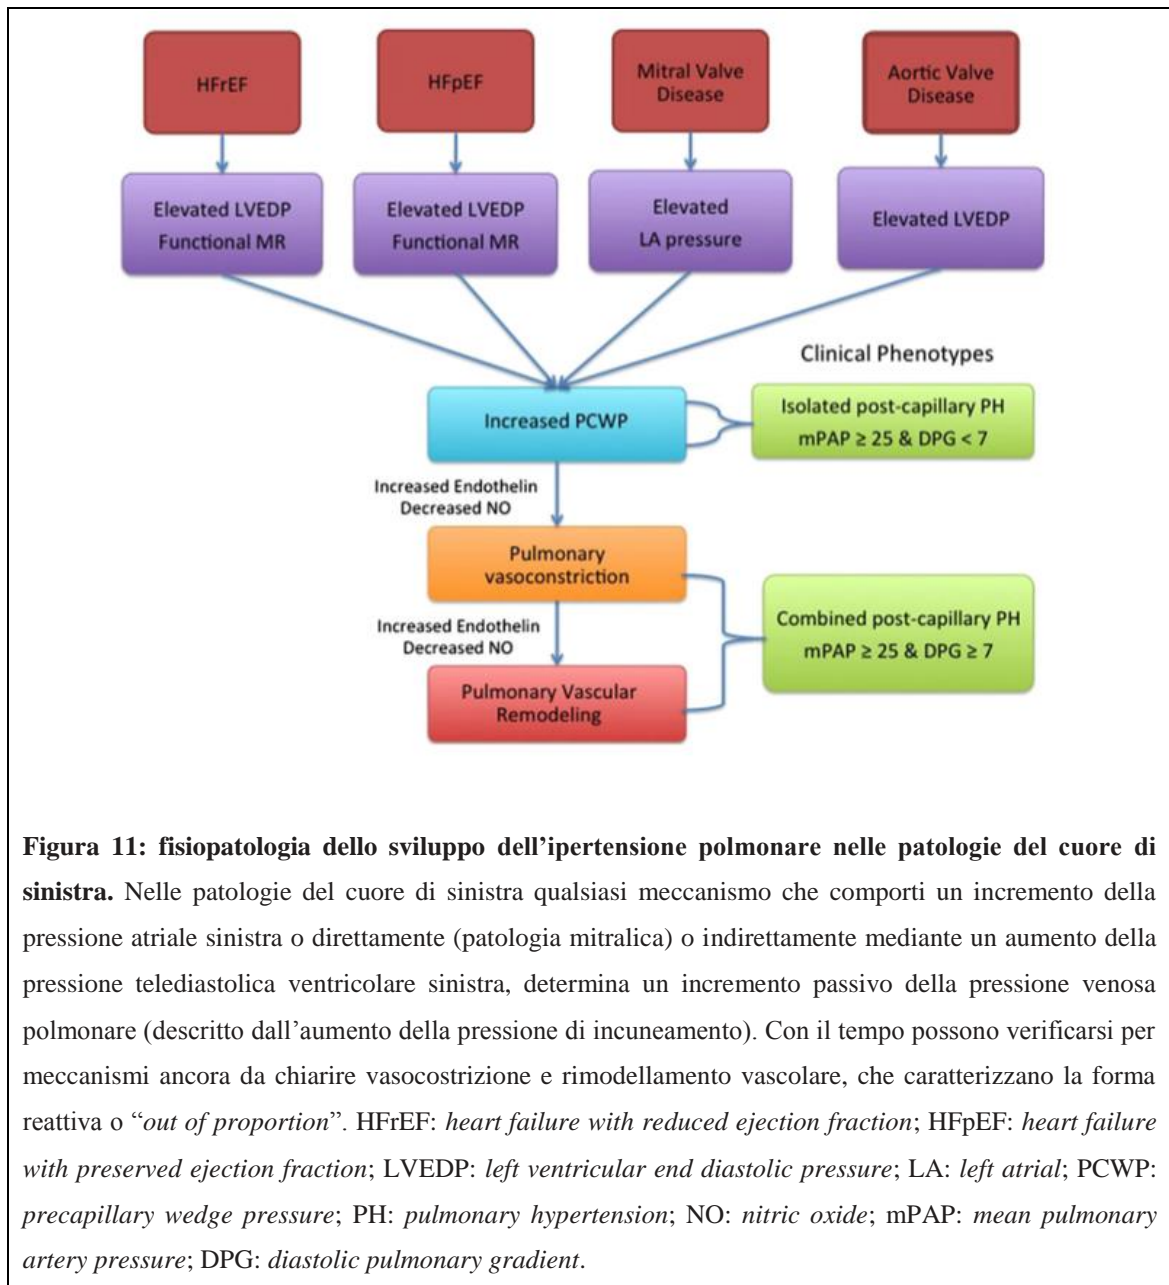 HFrEF
HFpEF
Mitral Valve
Disease
Aortic Valve
Disease
Elevated LVEDP
Functional MR
Elevated LVEDP
Functional MR
Elevated
LA pressure
Elevated LVEDP
Clinical Phenotypes
Increased PCWP
Isolated post-capillary PH
mPAP ≥ 25 & DPG < 7
Increased Endothelin
Decreased NO
Pulmonary
vasoconstriction
Increased Endothelin
Decreased NO
Combined post-capillary PH
mPAP ≥ 25 & DPG ≥ 7
Pulmonary Vascular
Remodeling
Figura 11: fisiopatologia dello sviluppo dell’ipertensione polmonare nelle patologie del cuore di
sinistra. Nelle patologie del cuore di sinistra qualsiasi meccanismo che comporti un incremento della
pressione atriale sinistra o direttamente (patologia mitralica) o indirettamente mediante un aumento della
pressione telediastolica ventricolare sinistra, determina un incremento passivo della pressione venosa
polmonare (descritto dall’aumento della pressione di incuneamento). Con il tempo possono verificarsi per
meccanismi ancora da chiarire vasocostrizione e rimodellamento vascolare, che caratterizzano la forma
reattiva o “out of proportion”. HFrEF: heart failure with reduced ejection fraction; HFpEF: heart failure
with preserved ejection fraction; LVEDP: left ventricular end diastolic pressure; LA: left atrial; PCWP:
precapillary wedge pressure; PH: pulmonary hypertension; NO: nitric oxide; mPAP: mean pulmonary
artery pressure; DPG: diastolic pulmonary gradient.